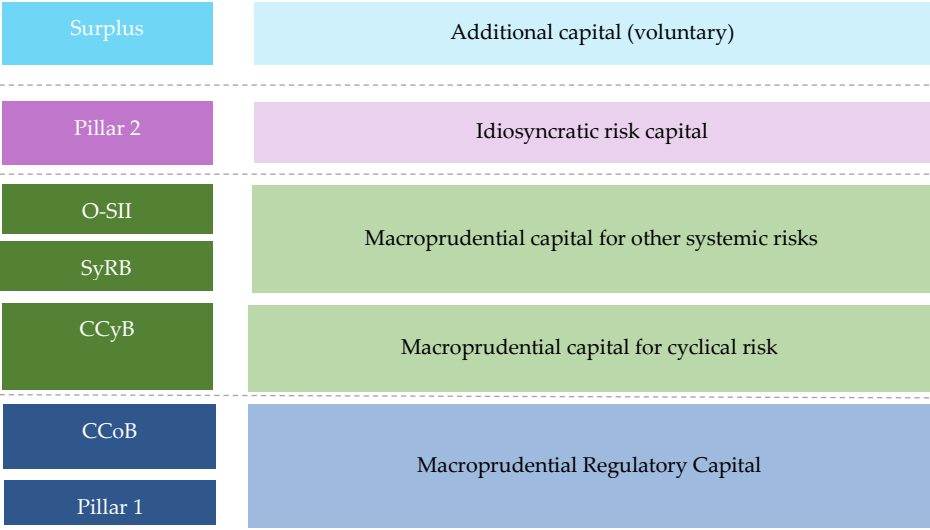 Surplus
Additional capital (voluntary)
Pillar 2
Idiosyncratic risk capital
O-SII
SyRB
Macroprudential capital for other systemic risks
CCyB
Macroprudential capital for cyclical risk
CCoB
Pillar 1
Macroprudential Regulatory Capital